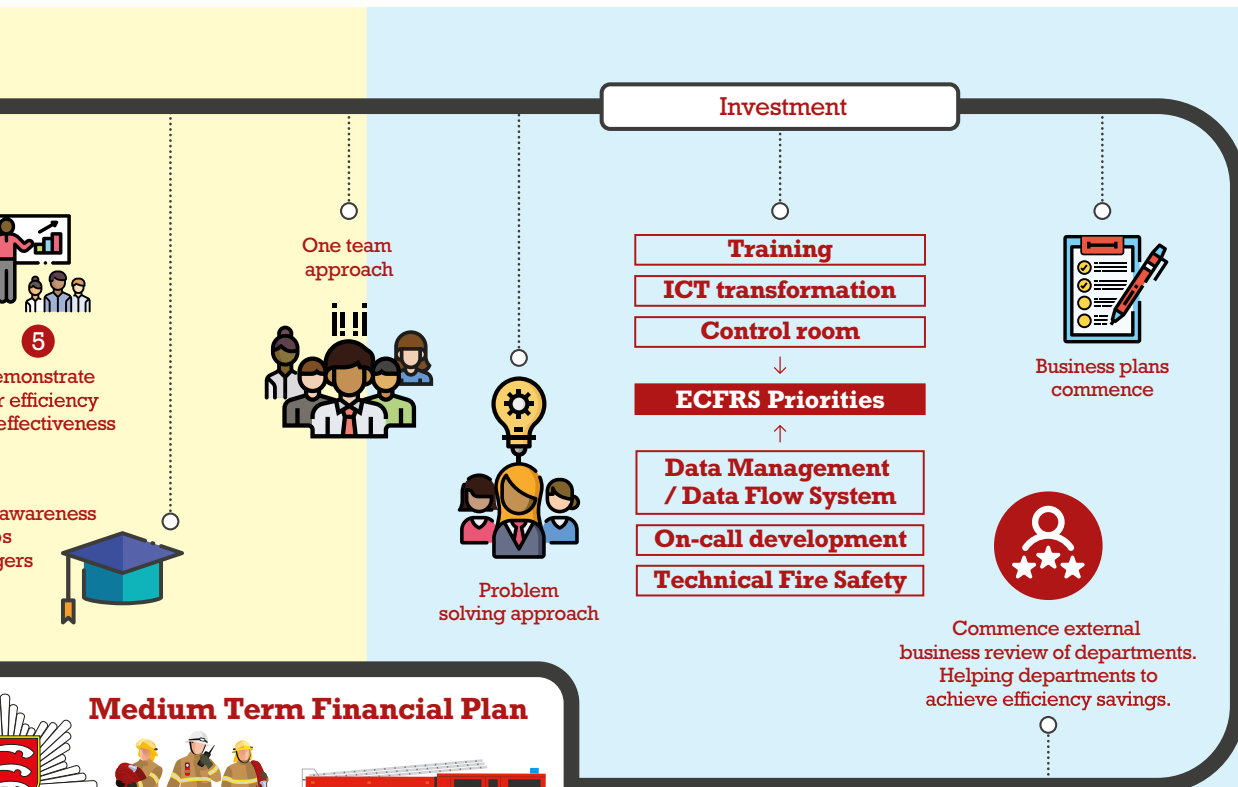 Investment
5
efficiency
effectiveness
awareness
One team
approach
Problem
solving approach
Training
ICT transformation
Control room
↓
ECFRS Priorities
↑
Data Management
/ Data Flow System
On-call development
Technical Fire Safety
Business plans
commence
Commence external
business review of departments.
Helping departments to
achieve efficiency savings.
Medium Term Financial Plan